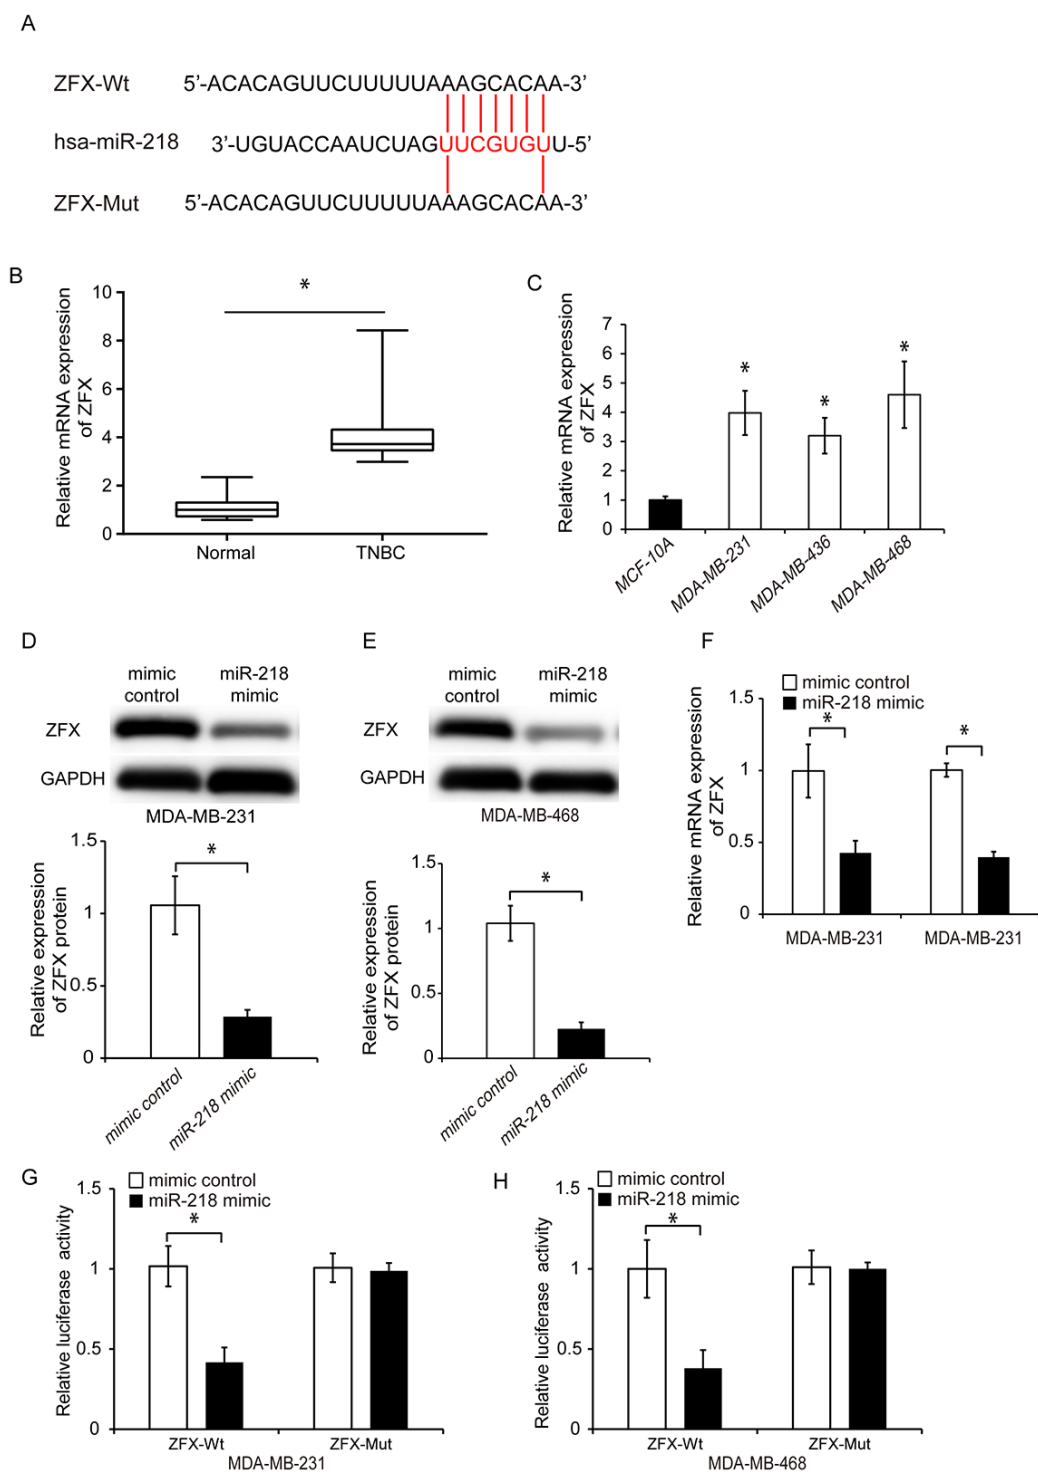 A
ZFX-Wt 5’-ACACAGUUCUUUUUAAAGCACAA-3’
hsa-miR-218 3’-UGUACCAAUCUAGUUCGUGUU-5’
ZFX-Mut 5’-ACACAGUUCUUUUUAAAGCACAA-3’
B
Relative mRNA expression
of ZFX
10
8
6
4
2
0
*
Normal TNBC
C
Relative mRNA expression
of ZFX
7
6
5
4
3
2
1
0
* * *
MCF-10A MDA-MB-231 MDA-MB-436 MDA-MB-468
D
mimic miR-218
control mimic
ZFX
GAPDH
MDA-MB-231
Relative expression
of ZFX protein
1.5
1
0.5
0
*
mimic control miR-218 mimic
E
mimic miR-218
control mimic
ZFX
GAPDH
MDA-MB-468
Relative expression
of ZFX protein
1.5
1
0.5
0
*
mimic control miR-218 mimic
F
mimic control
miR-218 mimic
Relative mRNA expression
of ZFX
1.5
1
0.5
0
* *
MDA-MB-231 MDA-MB-231
G
mimic control
miR-218 mimic
Relative luciferase activity
1.5
1
0.5
0
*
ZFX-Wt ZFX-Mut
MDA-MB-231
H
mimic control
miR-218 mimic
Relative luciferase activity
1.5
1
0.5
0
*
ZFX-Wt ZFX-Mut
MDA-MB-468